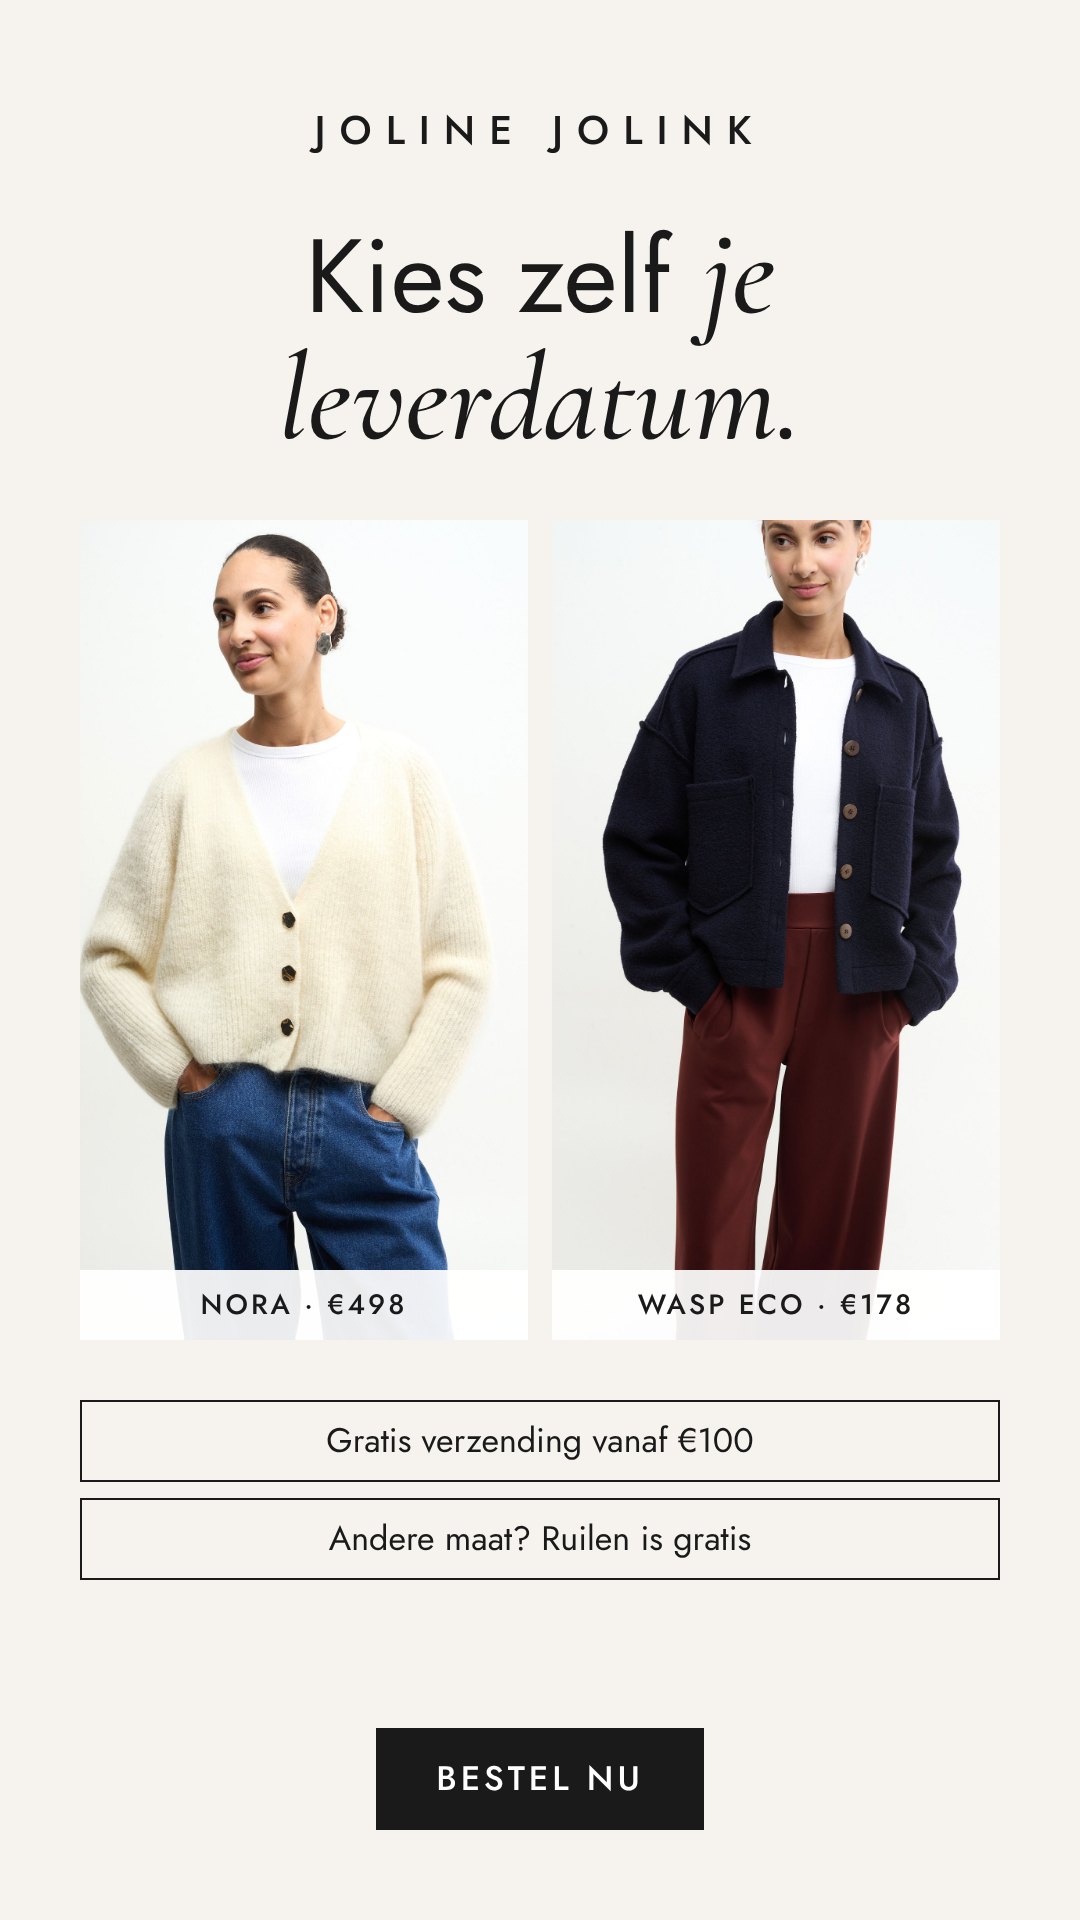 JOLINE JOLINK
Kies zelf je
leverdatum.
NORA · €498
WASP ECO · €178
Gratis verzending vanaf €100
Andere maat? Ruilen is gratis
BESTEL NU